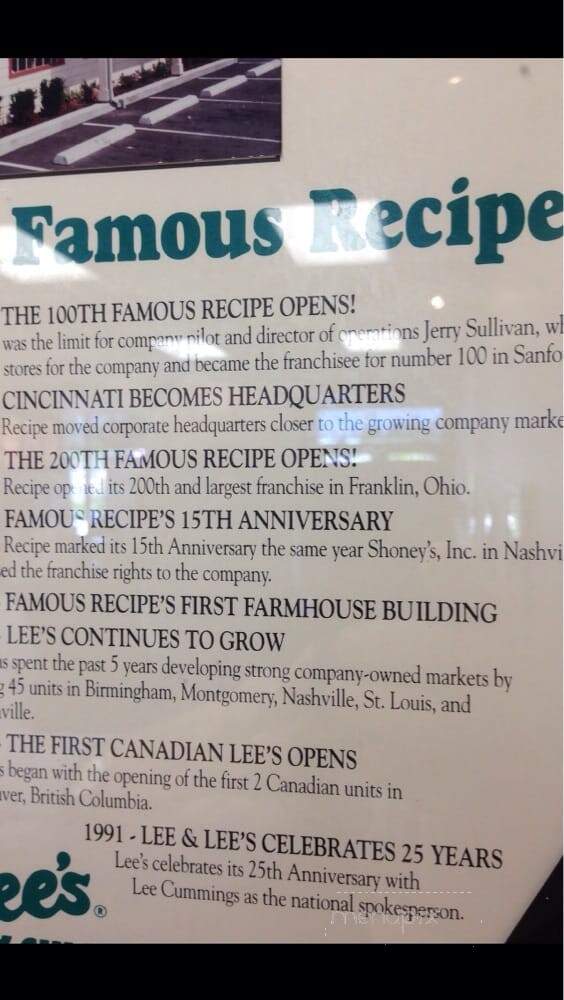 Famous Recipe
THE 100TH FAMOUS RECIPE OPENS!
was the limit for company pilot and director of operations Jerry Sullivan, wh
stores for the company and became the franchisee for number 100 in Sanfo
CINCINNATI BECOMES HEADQUARTERS
Recipe moved corporate headquarters closer to the growing company marke
THE 200TH FAMOUS RECIPE OPENS!
Recipe opened its 200th and largest franchise in Franklin, Ohio.
FAMOUS RECIPE'S 15TH ANNIVERSARY
Recipe marked its 15th Anniversary the same year Shoney's, Inc. in Nashvi
ed the franchise rights to the company.
FAMOUS RECIPE'S FIRST FARMHOUSE BUILDING
LEE'S CONTINUES TO GROW
s spent the past 5 years developing strong company-owned markets by
g 45 units in Birmingham, Montgomery, Nashville, St. Louis, and
ville.
THE FIRST CANADIAN LEE'S OPENS
s began with the opening of the first 2 Canadian units in
ver, British Columbia.
1991 - LEE & LEE'S CELEBRATES 25 YEARS
Lee's celebrates its 25th Anniversary with
Lee Cummings as the national spokesperson.
ee's®
menupix